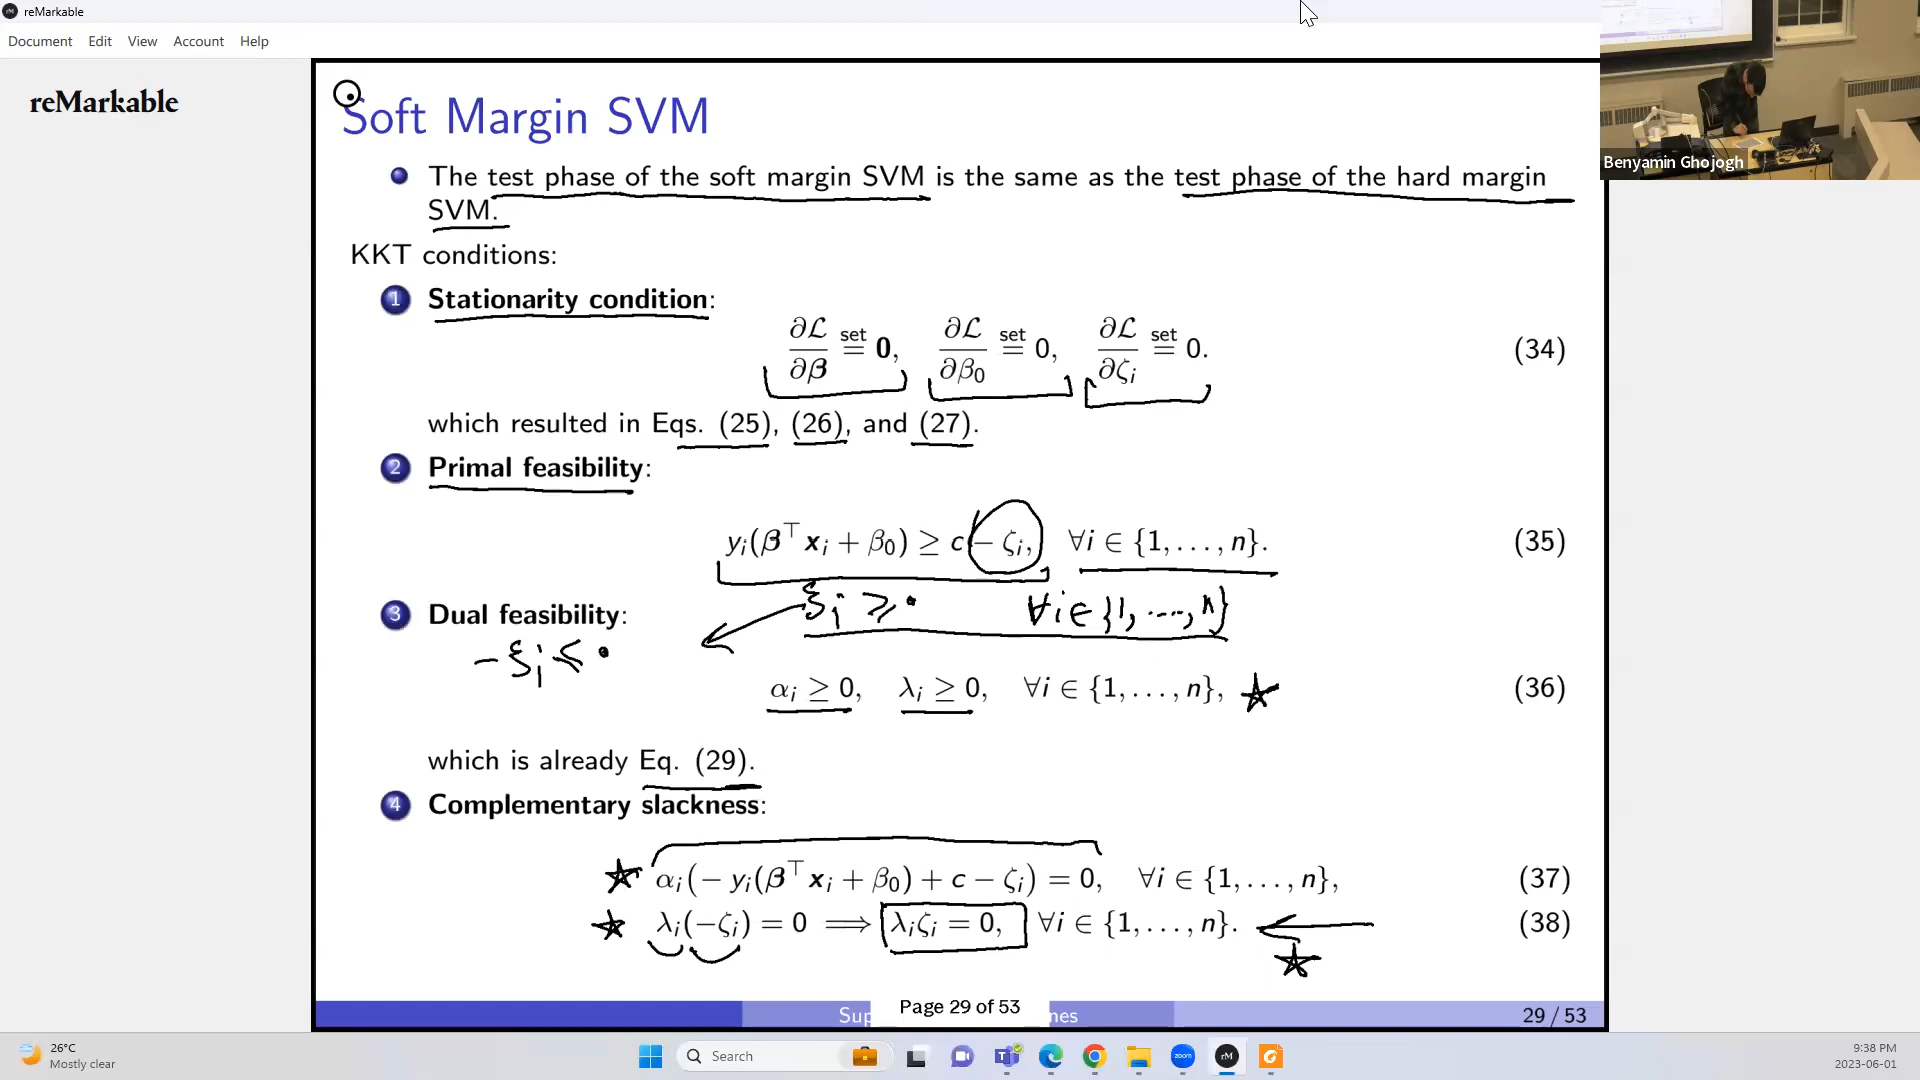 reMarkable
Document Edit View Account Help
reMarkable
Benyamin Ghojogh
Soft Margin SVM
The test phase of the soft margin SVM is the same as the test phase of the hard margin
SVM.
KKT conditions:
1 Stationarity condition:
∂ℒ/∂β set= 0, ∂ℒ/∂β₀ set= 0, ∂ℒ/∂ζᵢ set= 0. (34)
which resulted in Eqs. (25), (26), and (27).
2 Primal feasibility:
yᵢ(β⊤xᵢ + β₀) ≥ c − ζᵢ, ∀i ∈ {1, . . . , n}. (35)
ξᵢ ≥ 0 ∀i ∈ {1, ..., n}
3 Dual feasibility:
−ξᵢ ≤ 0
αᵢ ≥ 0, λᵢ ≥ 0, ∀i ∈ {1, . . . , n}, (36)
which is already Eq. (29).
4 Complementary slackness:
αᵢ(− yᵢ(β⊤xᵢ + β₀) + c − ζᵢ) = 0, ∀i ∈ {1, . . . , n}, (37)
λᵢ(−ζᵢ) = 0 ⟹ λᵢζᵢ = 0, ∀i ∈ {1, . . . , n}. (38)
Sup Page 29 of 53 nes 29 / 53
26°C
Mostly clear
Search
zoom
rM
9:38 PM
2023-06-01